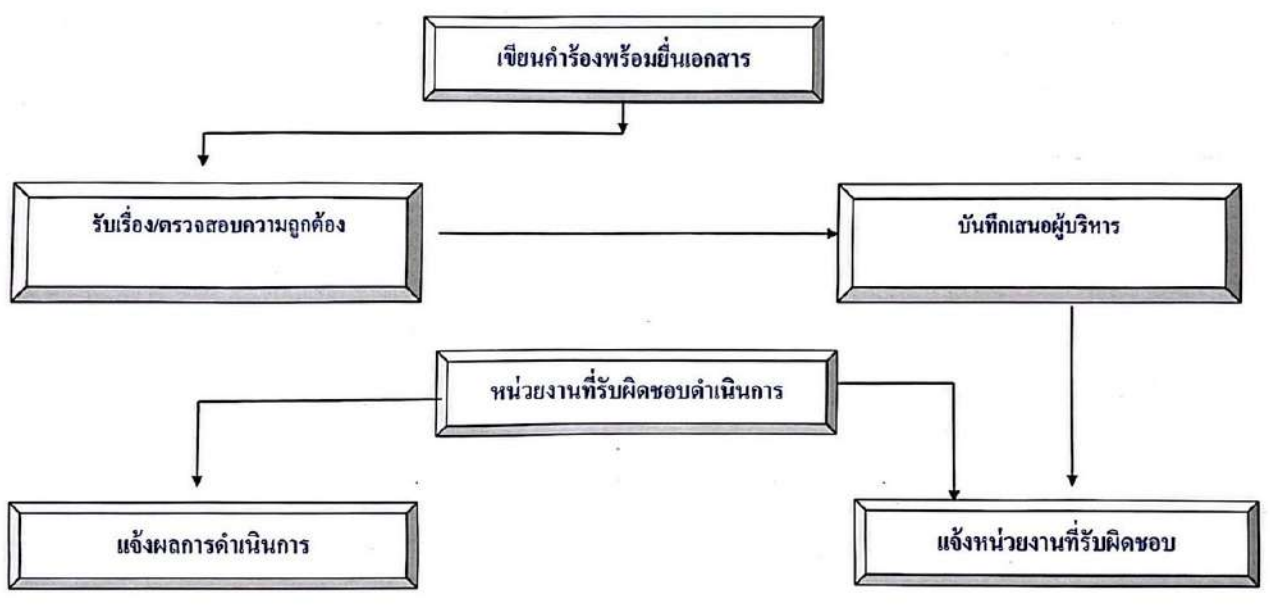 เขียนคำร้องพร้อมยื่นเอกสาร
รับเรื่อง/ตรวจสอบความถูกต้อง
บันทึกเสนอผู้บริหาร
หน่วยงานที่รับผิดชอบดำเนินการ
แจ้งผลการดำเนินการ
แจ้งหน่วยงานที่รับผิดชอบ